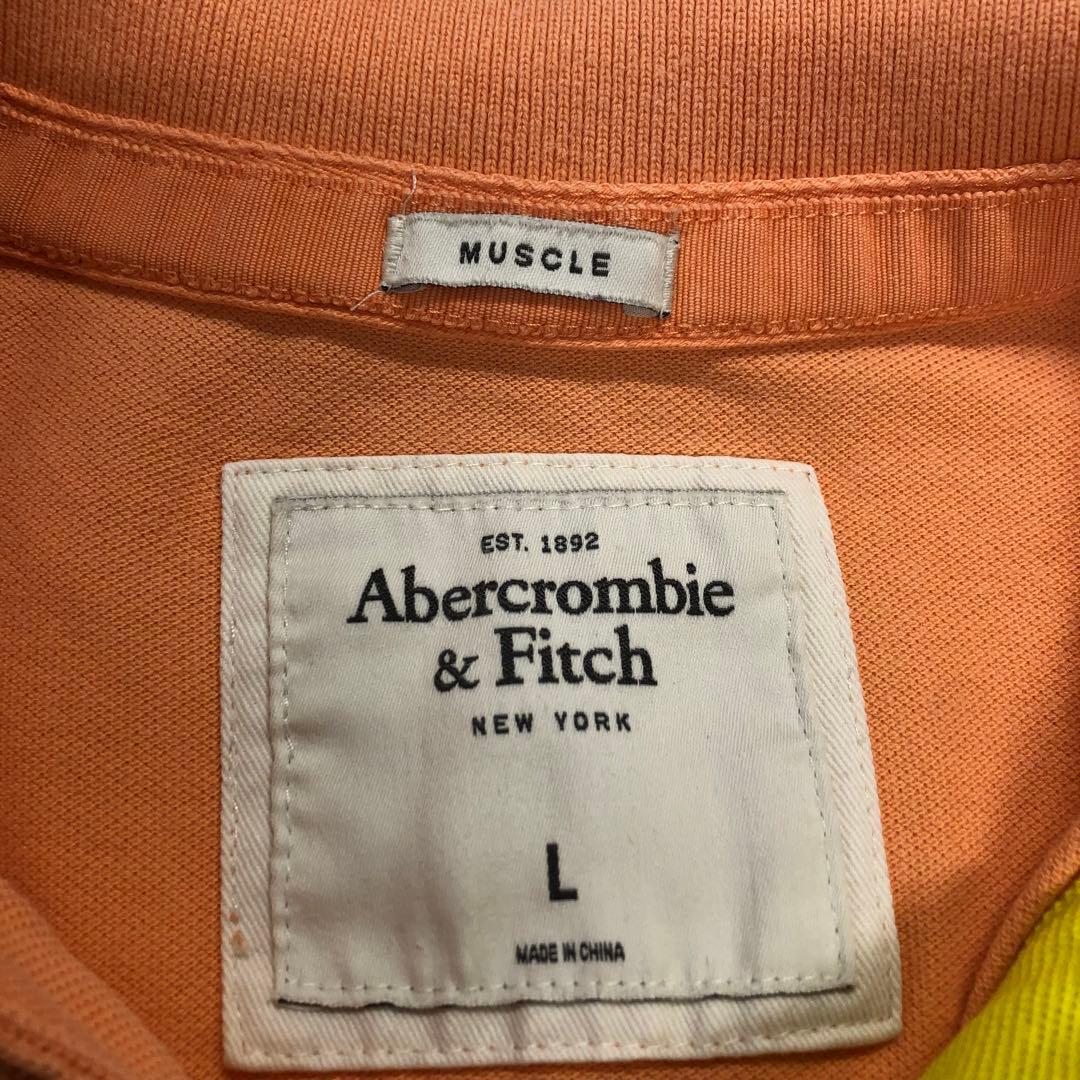 MUSCLE
EST. 1892
Abercrombie
& Fitch
NEW YORK
L
MADE IN CHINA